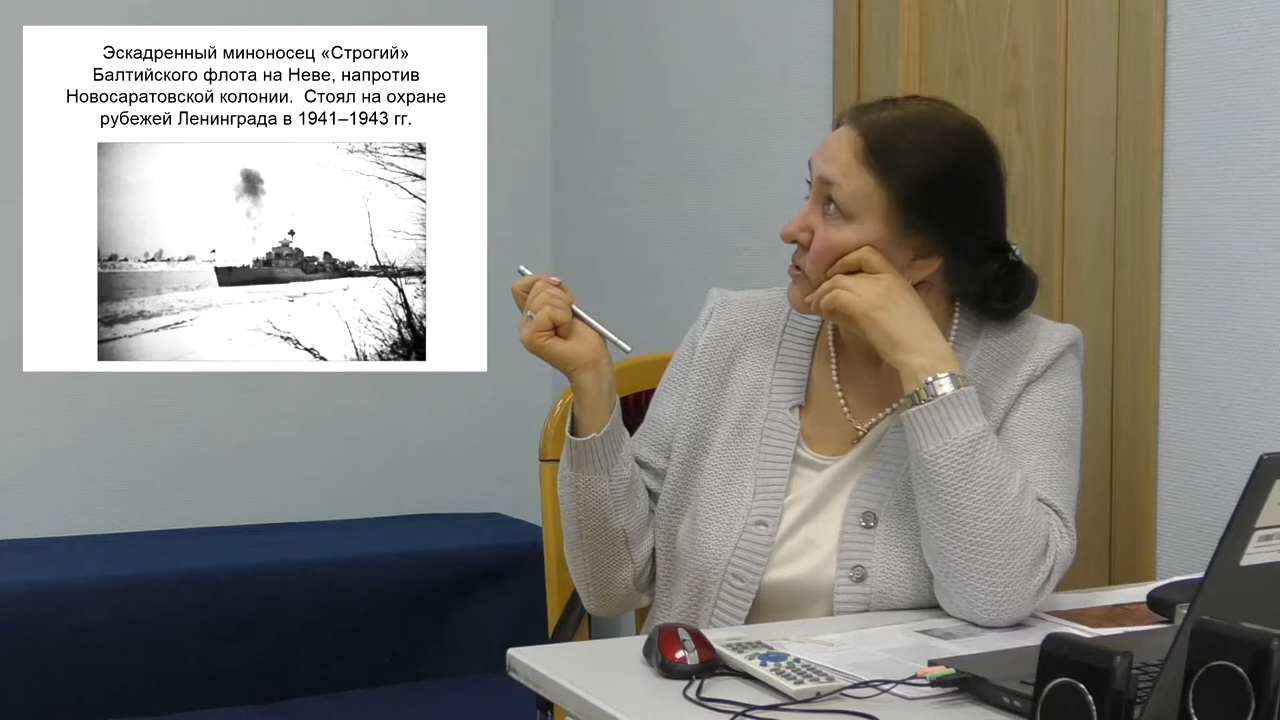 Эскадренный миноносец «Строгий»
Балтийского флота на Неве, напротив
Новосаратовской колонии.  Стоял на охране
рубежей Ленинграда в 1941–1943 гг.